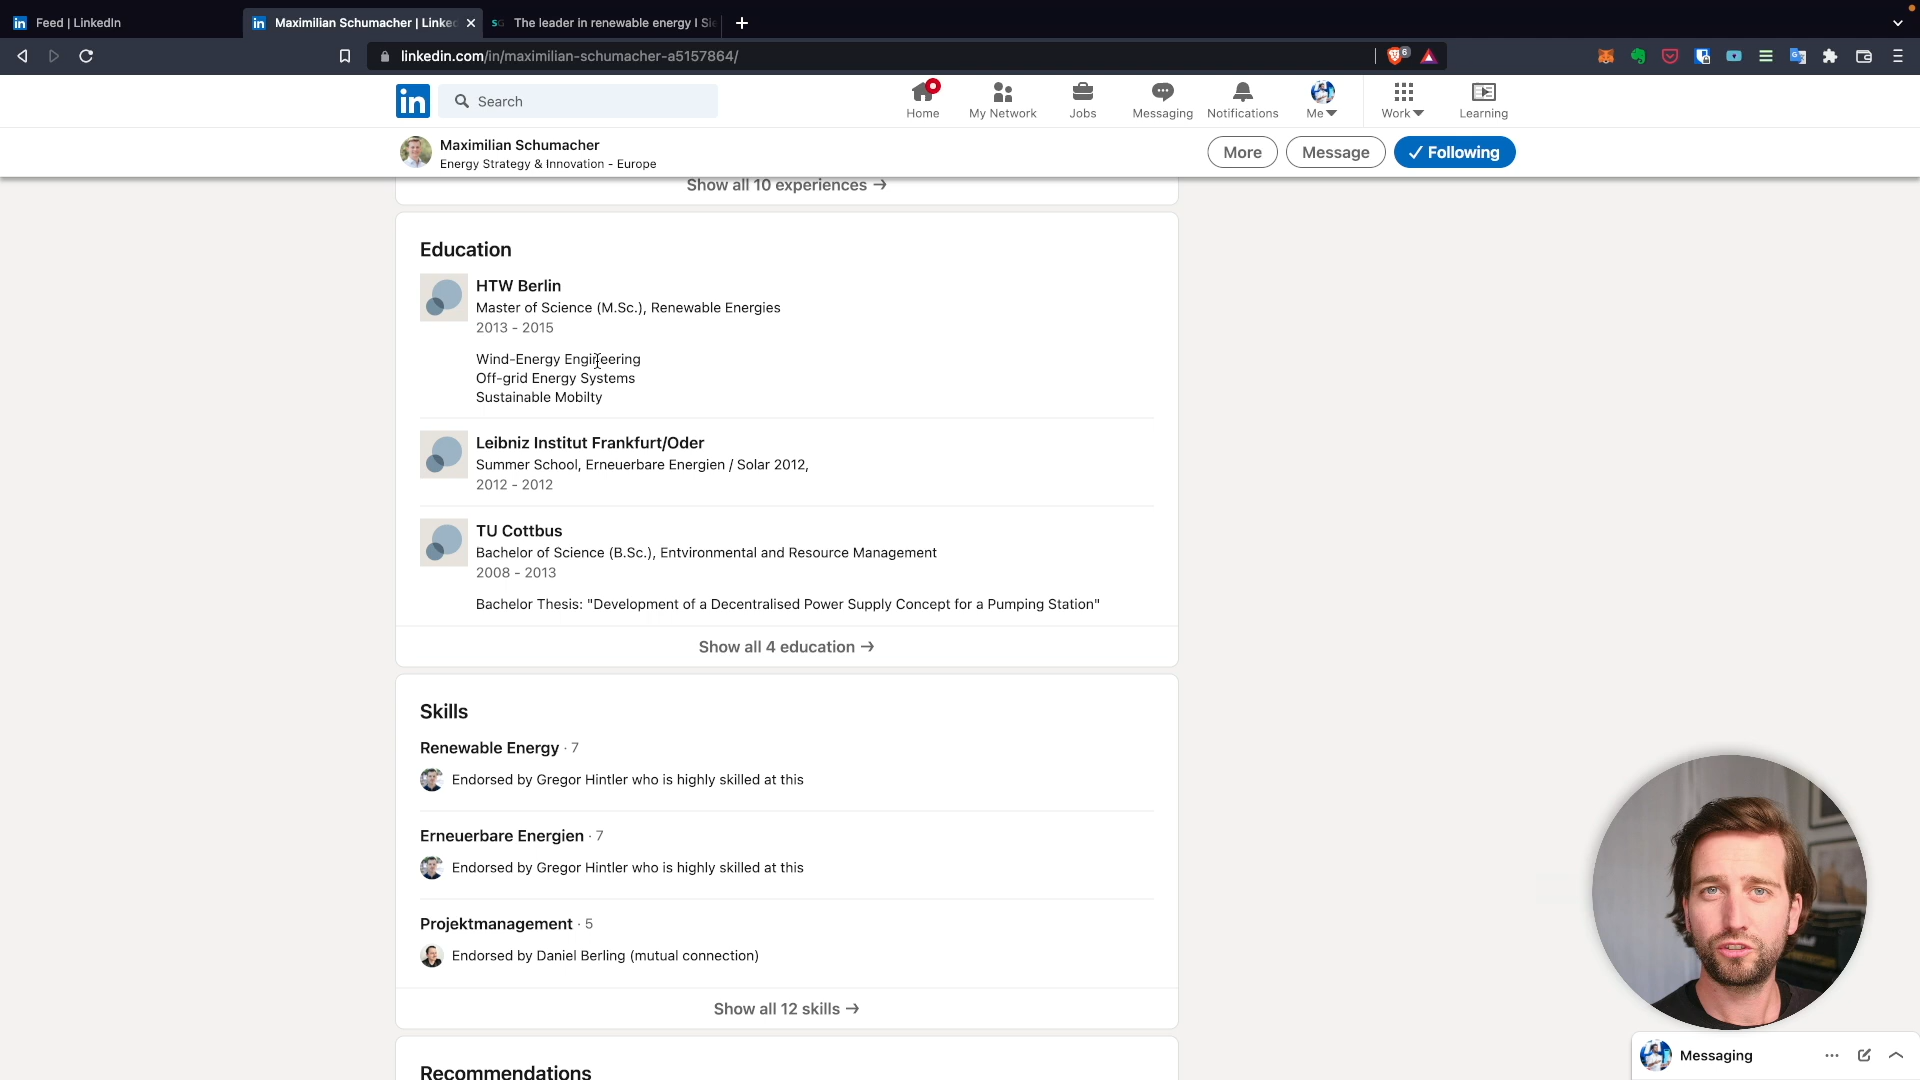 Feed | LinkedIn
Maximilian Schumacher | Linke
The leader in renewable energy I Sie
linkedin.com/in/maximilian-schumacher-a5157864/
6
in
Search
Home
My Network
Jobs
Messaging
Notifications
Me
Work
Learning
Maximilian Schumacher
Energy Strategy & Innovation - Europe
More
Message
✓ Following
Show all 10 experiences →
Education
HTW Berlin
Master of Science (M.Sc.), Renewable Energies
2013 - 2015
Wind-Energy Engineering
Off-grid Energy Systems
Sustainable Mobilty
Leibniz Institut Frankfurt/Oder
Summer School, Erneuerbare Energien / Solar 2012,
2012 - 2012
TU Cottbus
Bachelor of Science (B.Sc.), Entvironmental and Resource Management
2008 - 2013
Bachelor Thesis: "Development of a Decentralised Power Supply Concept for a Pumping Station"
Show all 4 education →
Skills
Renewable Energy · 7
Endorsed by Gregor Hintler who is highly skilled at this
Erneuerbare Energien · 7
Endorsed by Gregor Hintler who is highly skilled at this
Projektmanagement · 5
Endorsed by Daniel Berling (mutual connection)
Show all 12 skills →
Recommendations
Messaging